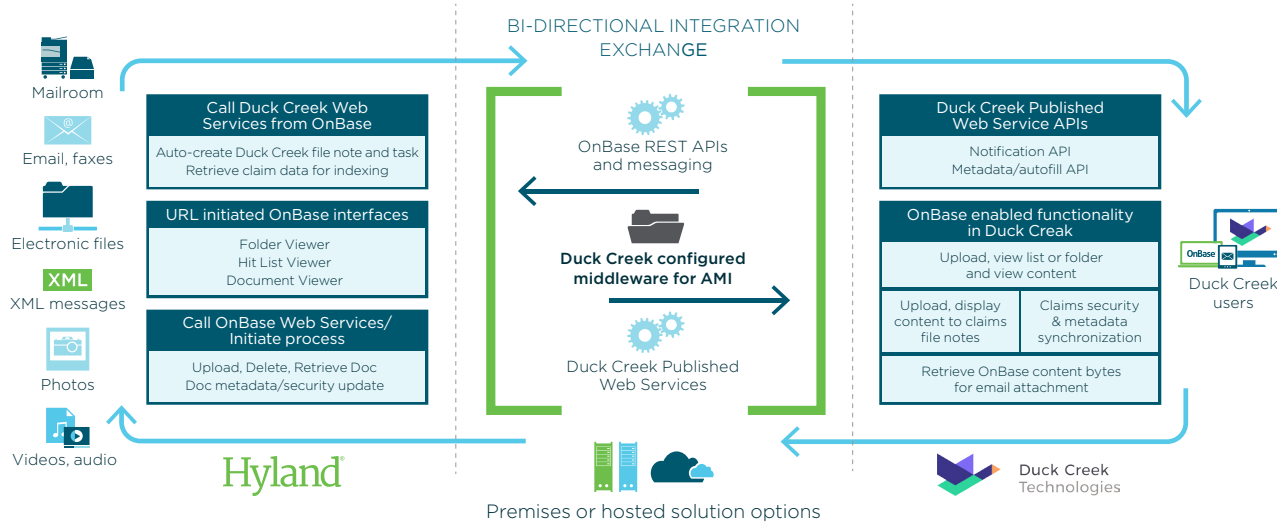 BI-DIRECTIONAL INTEGRATION
EXCHANGE
Mailroom
@
Email, faxes
Electronic files
XML
XML messages
Photos
Videos, audio
Call Duck Creek Web
Services from OnBase
Auto-create Duck Creek file note and task
Retrieve claim data for indexing
URL initiated OnBase interfaces
Folder Viewer
Hit List Viewer
Document Viewer
Call OnBase Web Services/
Initiate process
Upload, Delete, Retrieve Doc
Doc metadata/security update
Hyland®
OnBase REST APIs
and messaging
Duck Creek configured
middleware for AMI
Duck Creek Published
Web Services
Premises or hosted solution options
Duck Creek Published
Web Service APIs
Notification API
Metadata/autofill API
OnBase enabled functionality
in Duck Creak
Upload, view list or folder
and view content
Upload, display
content to claims
file notes
Claims security
& metadada
synchronization
Retrieve OnBase content bytes
for email attachment
OnBase
Duck Creek
users
Duck Creek
Technologies